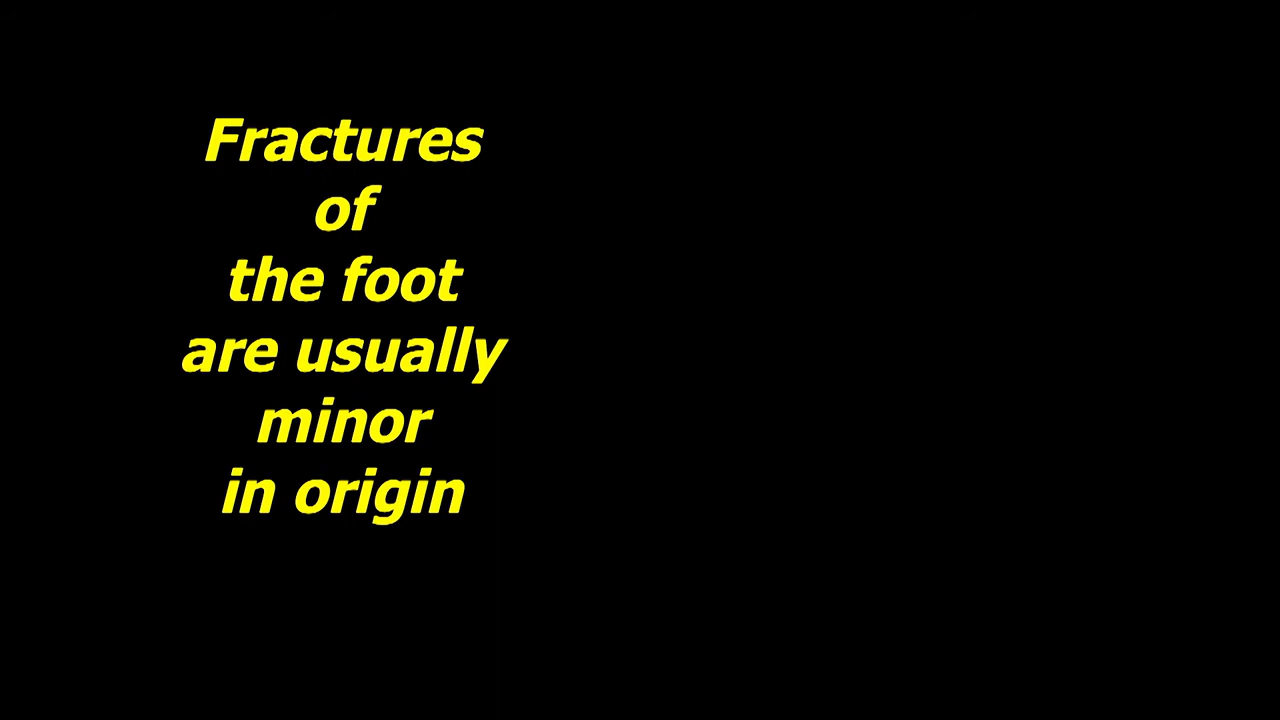 Fractures
of
the foot
are usually
minor
in origin